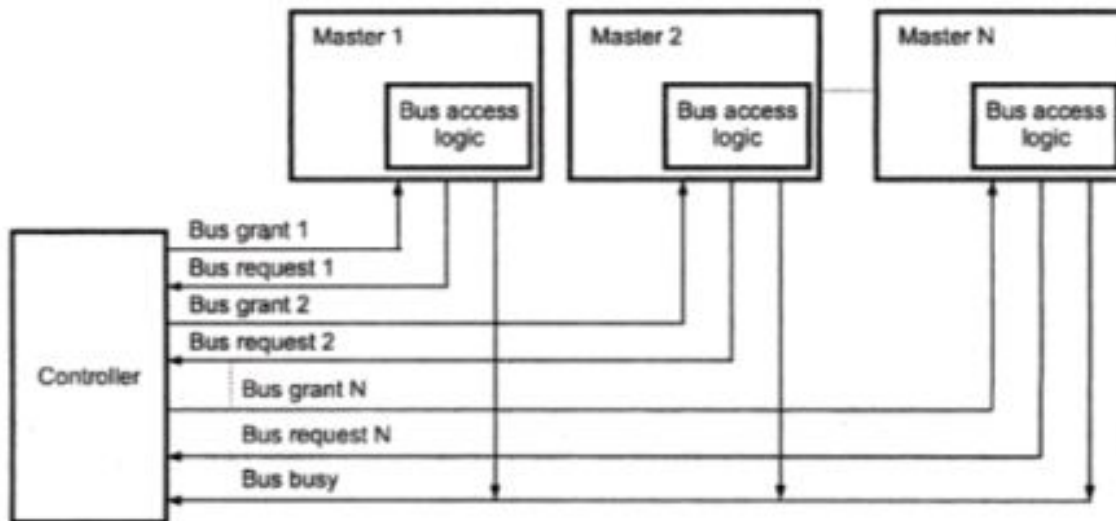 Master 1
Master 2
Master N
Bus access
logic
Bus access
logic
Bus access
logic
Bus grant 1
Bus request 1
Bus grant 2
Bus request 2
Controller
Bus grant N
Bus request N
Bus busy